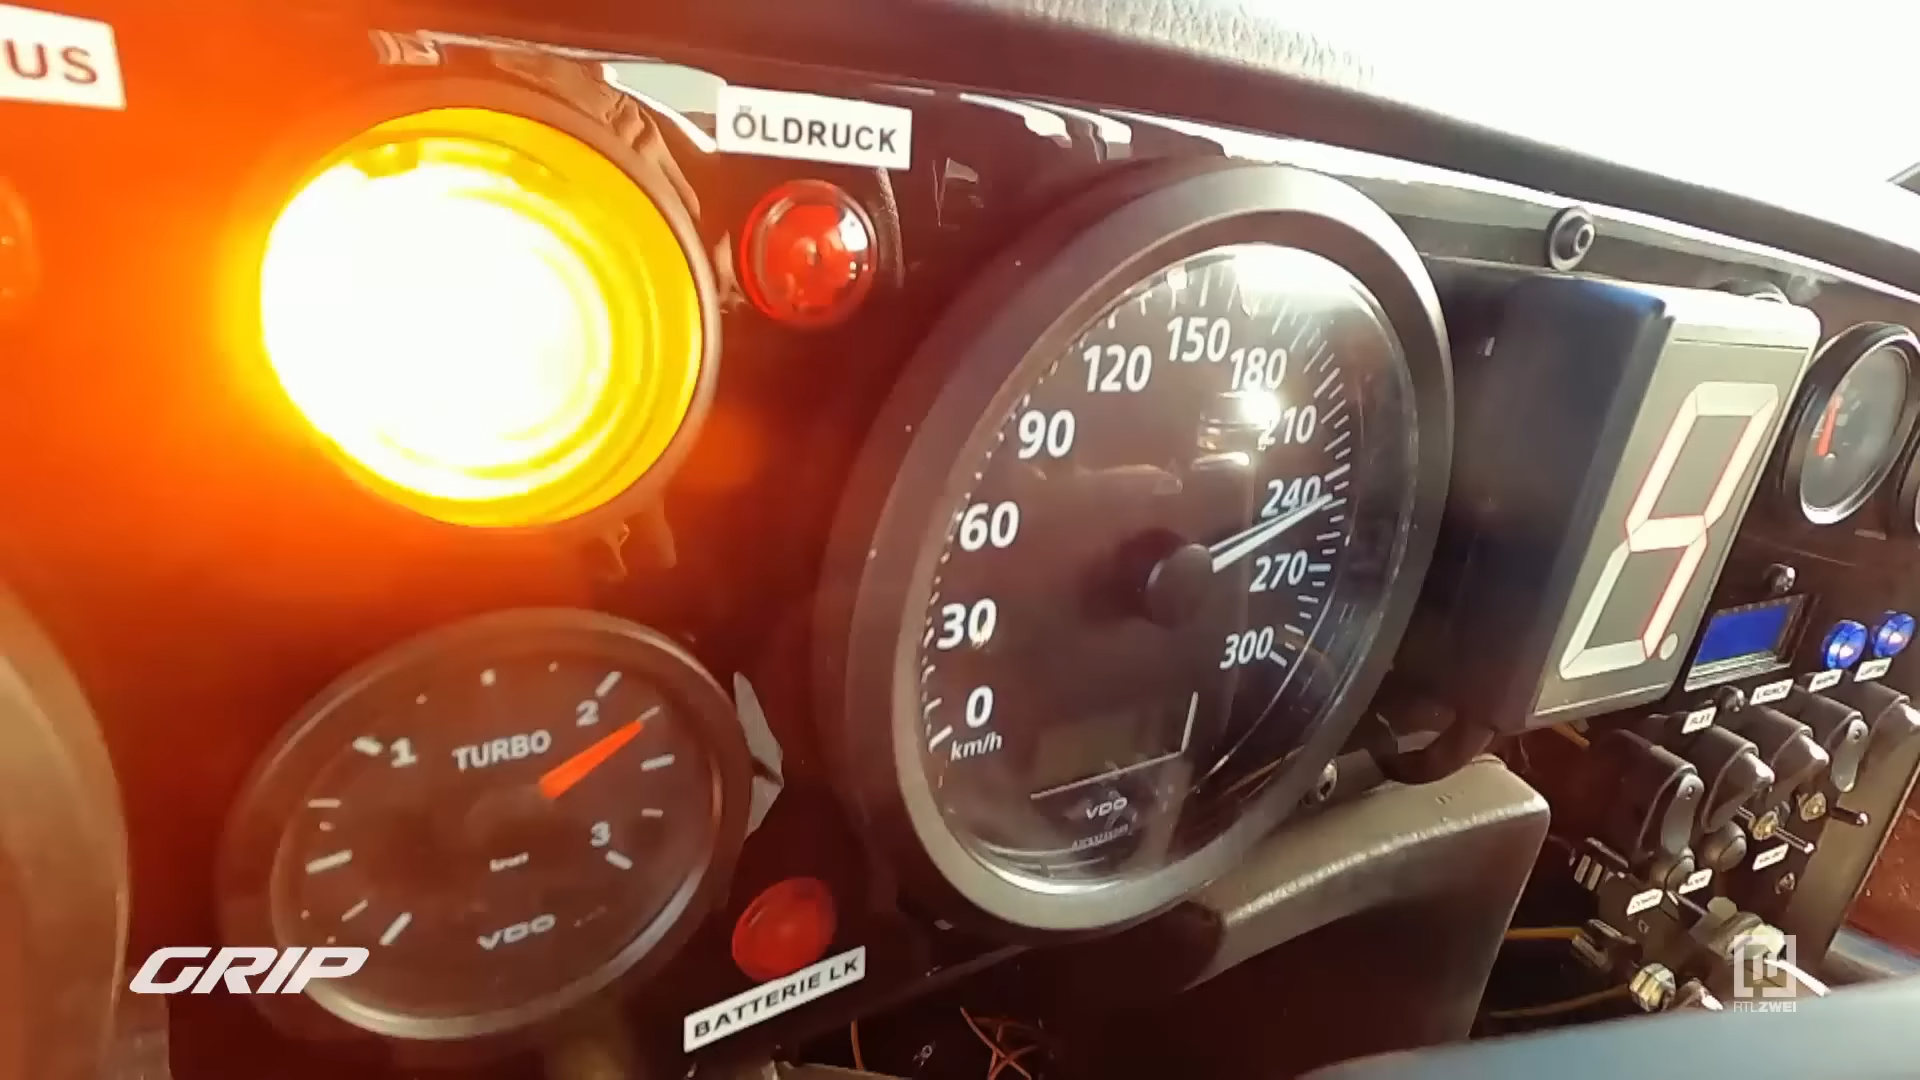 US
ÖLDRUCK
150
120
180
90
210
240
60
270
30
300
0
km/h
VDO
2
1
TURBO
3
bar
VDO
BATTERIE LK
GRIP
RTLZWEI